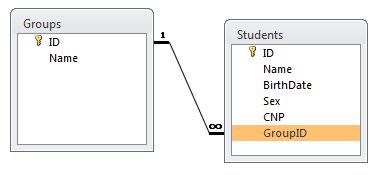 Groups
ID
Name
1
∞
Students
ID
Name
BirthDate
Sex
CNP
GroupID